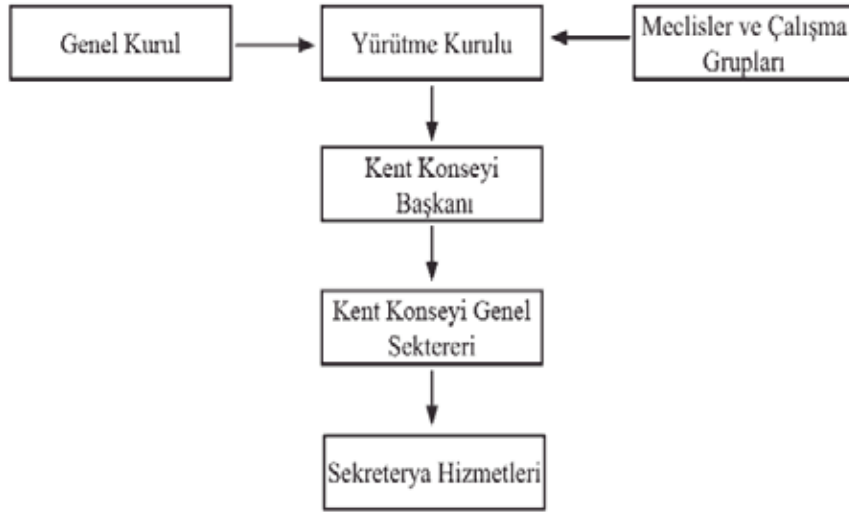 Genel Kurul
Yürütme Kurulu
Meclisler ve Çalışma
Grupları
Kent Konseyi
Başkanı
Kent Konseyi Genel
Sektereri
Sekreterya Hizmetleri